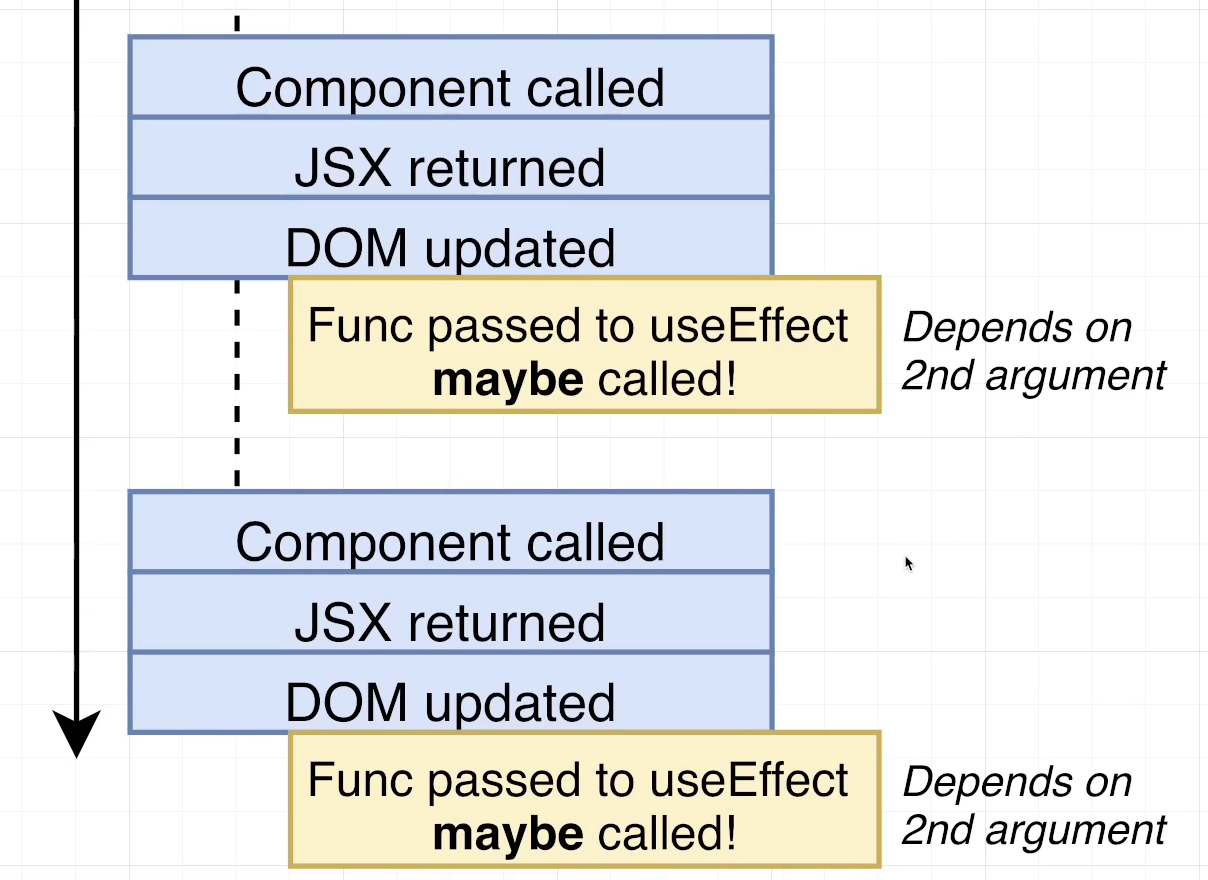 Component called
JSX returned
DOM updated
Func passed to useEffect
maybe called!
Depends on
2nd argument
Component called
JSX returned
DOM updated
Func passed to useEffect
maybe called!
Depends on
2nd argument